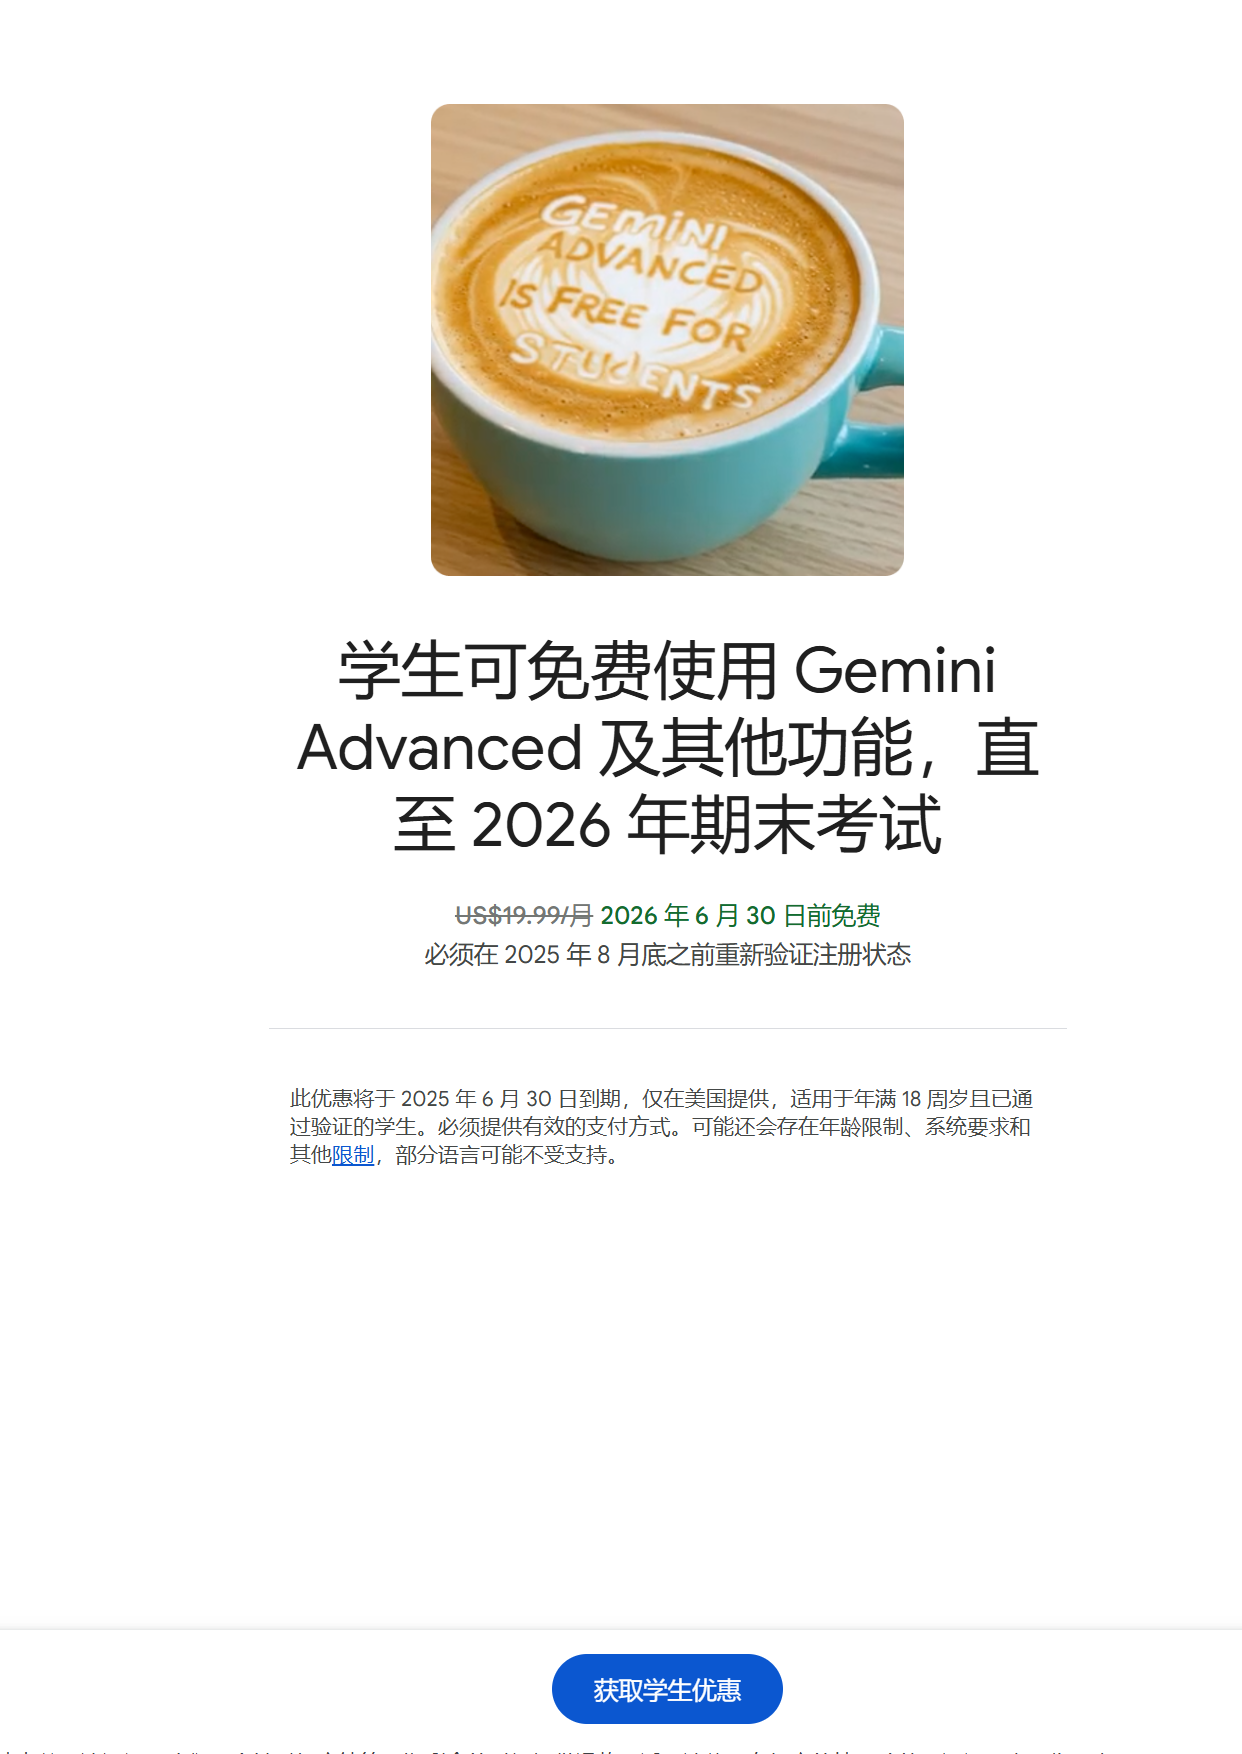 GEMINI
ADVANCED
IS FREE FOR
STUDENTS
学生可免费使用 Gemini
Advanced 及其他功能，直
至 2026 年期末考试
US$19.99/月 2026 年 6 月 30 日前免费
必须在 2025 年 8 月底之前重新验证注册状态
此优惠将于 2025 年 6 月 30 日到期，仅在美国提供，适用于年满 18 周岁且已通
过验证的学生。必须提供有效的支付方式。可能还会存在年龄限制、系统要求和
其他限制，部分语言可能不受支持。
获取学生优惠